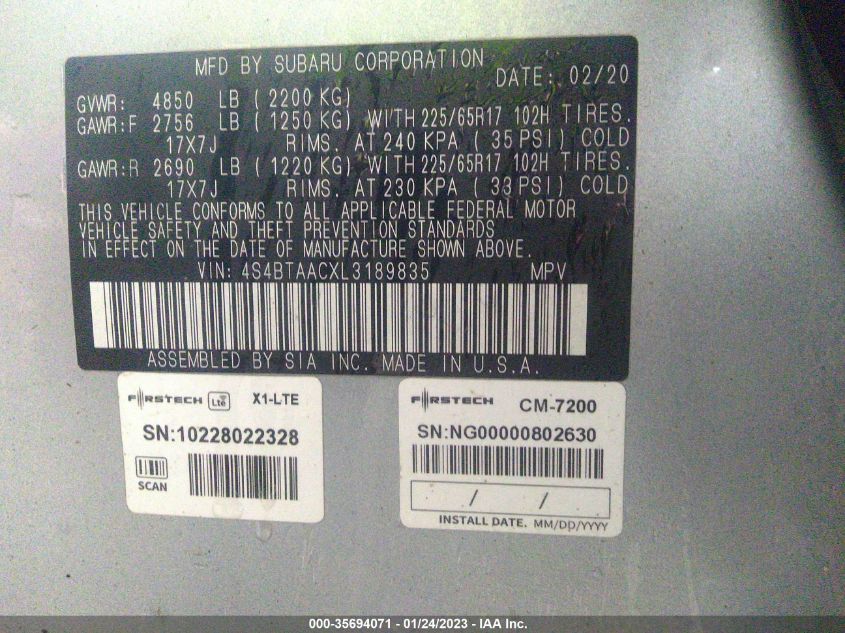 MFD BY SUBARU CORPORATION
DATE: 02/20
GVWR: 4850 LB ( 2200 KG)
GAWR:F 2756 LB ( 1250 KG) WITH 225/65R17 102H TIRES.
17X7J RIMS. AT 240 KPA ( 35 PSI) COLD
GAWR:R 2690 LB ( 1220 KG) WITH 225/65R17 102H TIRES.
17X7J RIMS. AT 230 KPA ( 33 PSI) COLD
THIS VEHICLE CONFORMS TO ALL APPLICABLE FEDERAL MOTOR
VEHICLE SAFETY AND THEFT PREVENTION STANDARDS
IN EFFECT ON THE DATE OF MANUFACTURE SHOWN ABOVE.
VIN: 4S4BTAACXL3189835 MPV
ASSEMBLED BY SIA INC. MADE IN U.S.A.
FIRSTECH LTE X1-LTE
SN:10228022328
SCAN
FIRSTECH CM-7200
SN:NG00000802630
/ /
INSTALL DATE. MM/DD/YYYY
000-35694071 - 01/24/2023 - IAA Inc.